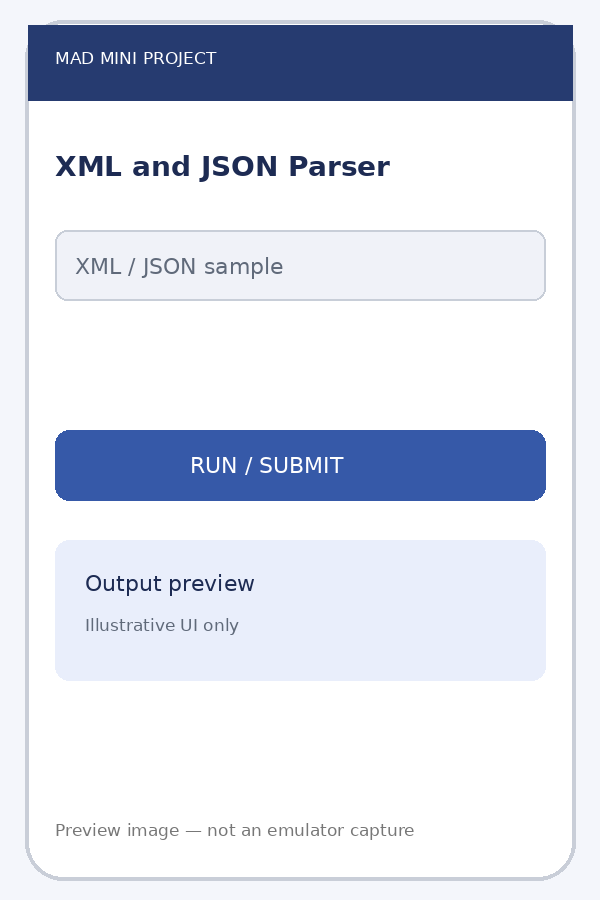 MAD MINI PROJECT
XML and JSON Parser
XML / JSON sample
RUN / SUBMIT
Output preview
Illustrative UI only
Preview image — not an emulator capture